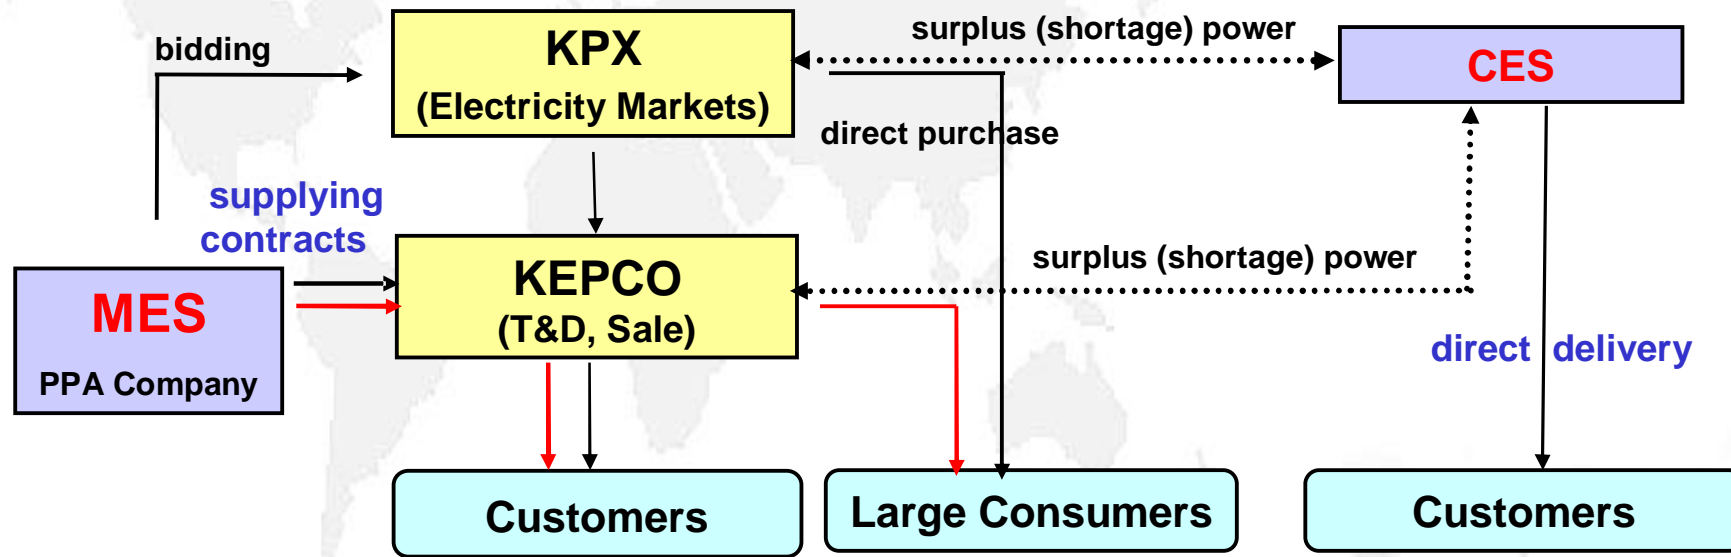 bidding
KPX
(Electricity Markets)
surplus (shortage) power
CES
direct purchase
supplying
contracts
MES
PPA Company
KEPCO
(T&D, Sale)
surplus (shortage) power
direct delivery
Customers
Large Consumers
Customers